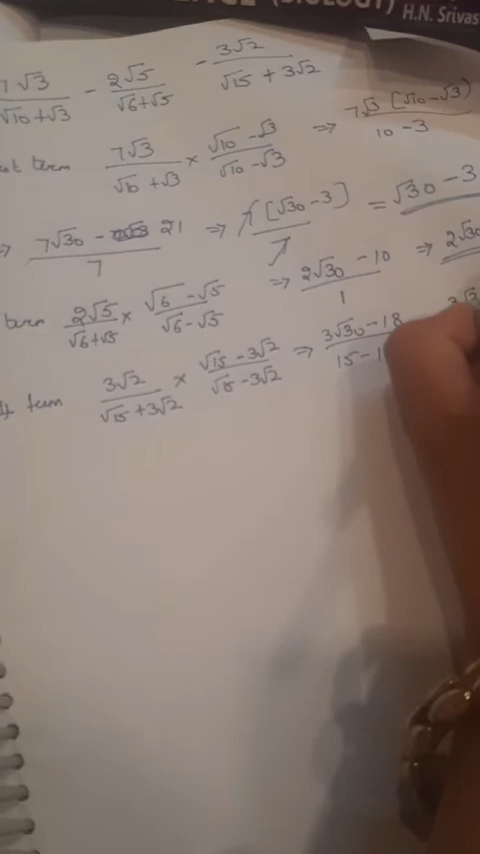 H.N. Srivas
7√3/√10+√3 - 2√5/√6+√5 - 3√2/√15+3√2
term 7√3/√10+√3 × √10-√3/√10-√3 ⇒ 7√3[√10-√3]/10-3
⇒ 7√30 - 21/7 ⇒ 7[√30-3]/7 = √30-3
term 2√5/√6+√5 × √6-√5/√6-√5 ⇒ 2√30-10/1 ⇒ 2√30
term 3√2/√15+3√2 × √15-3√2/√15-3√2 ⇒ 3√30-18/15-1